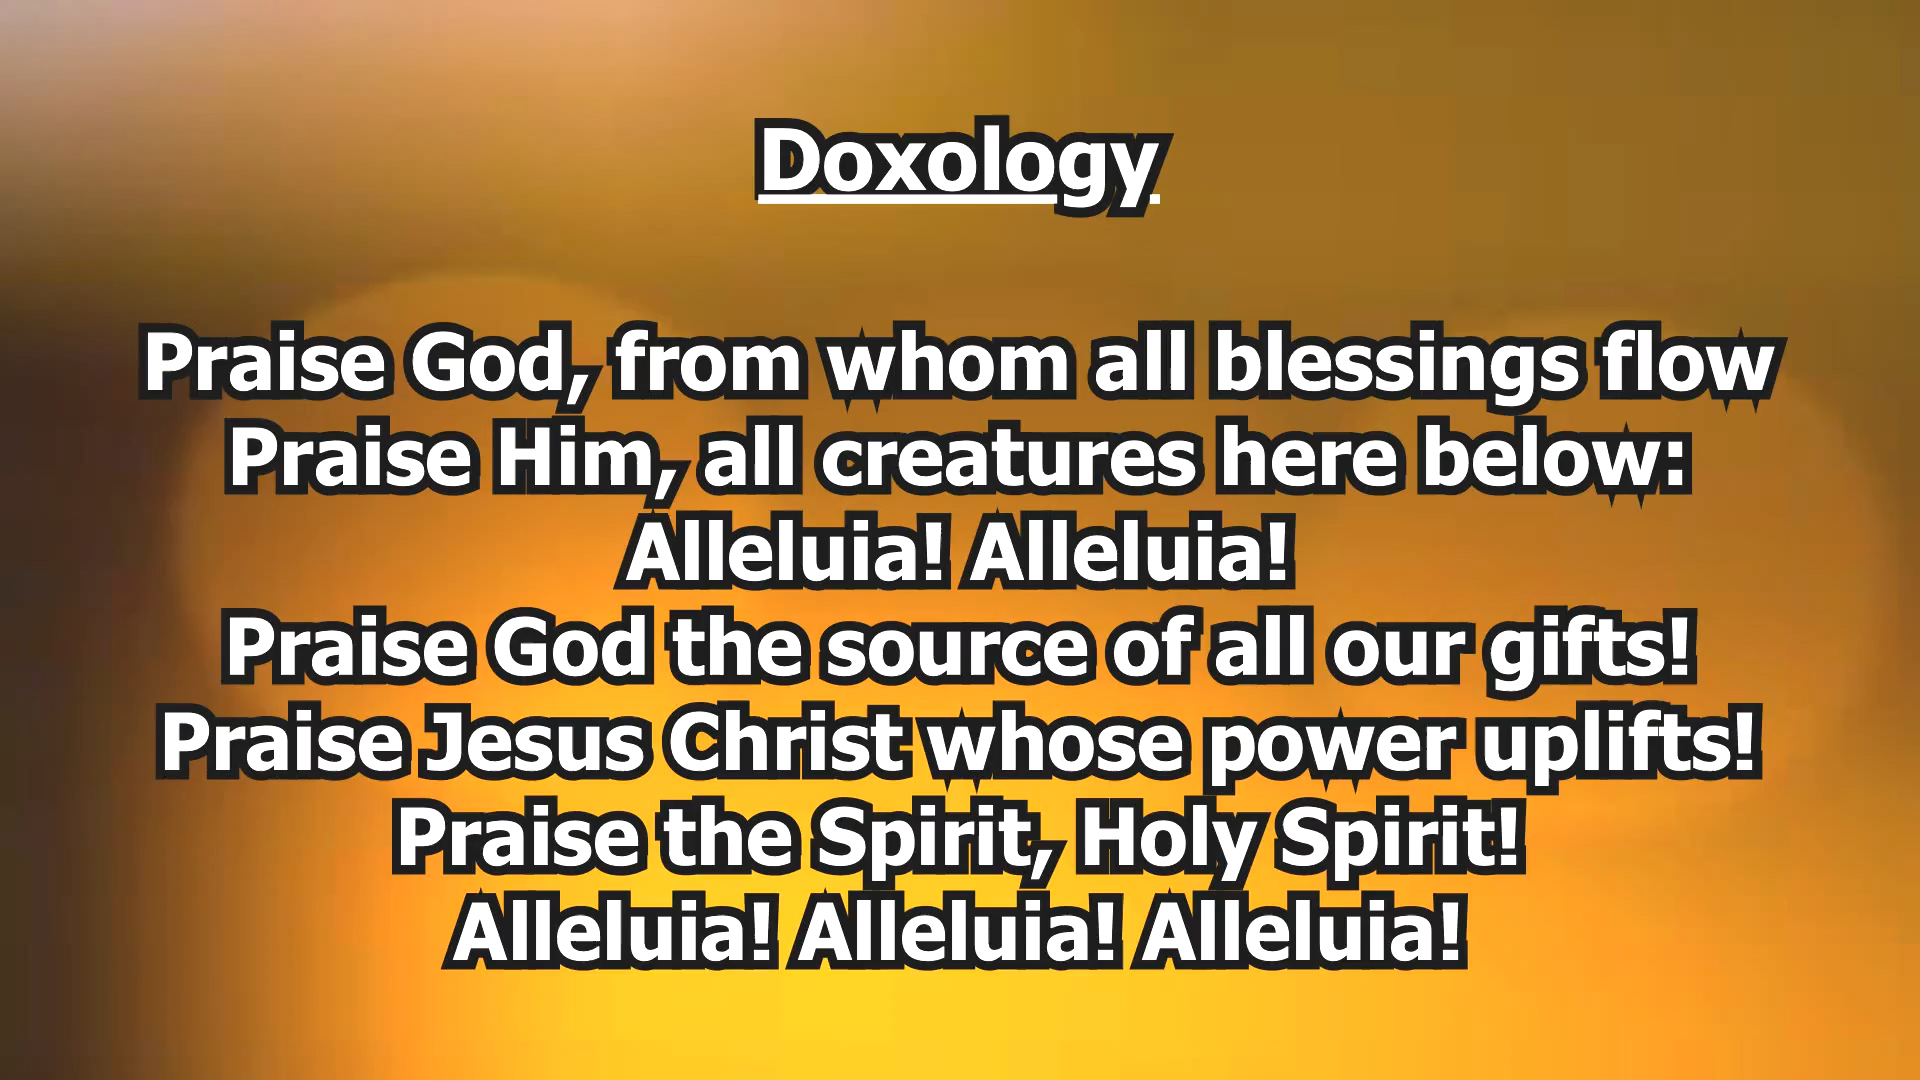 Doxology
Praise God, from whom all blessings flow
Praise Him, all creatures here below:
Alleluia! Alleluia!
Praise God the source of all our gifts!
Praise Jesus Christ whose power uplifts!
Praise the Spirit, Holy Spirit!
Alleluia! Alleluia! Alleluia!